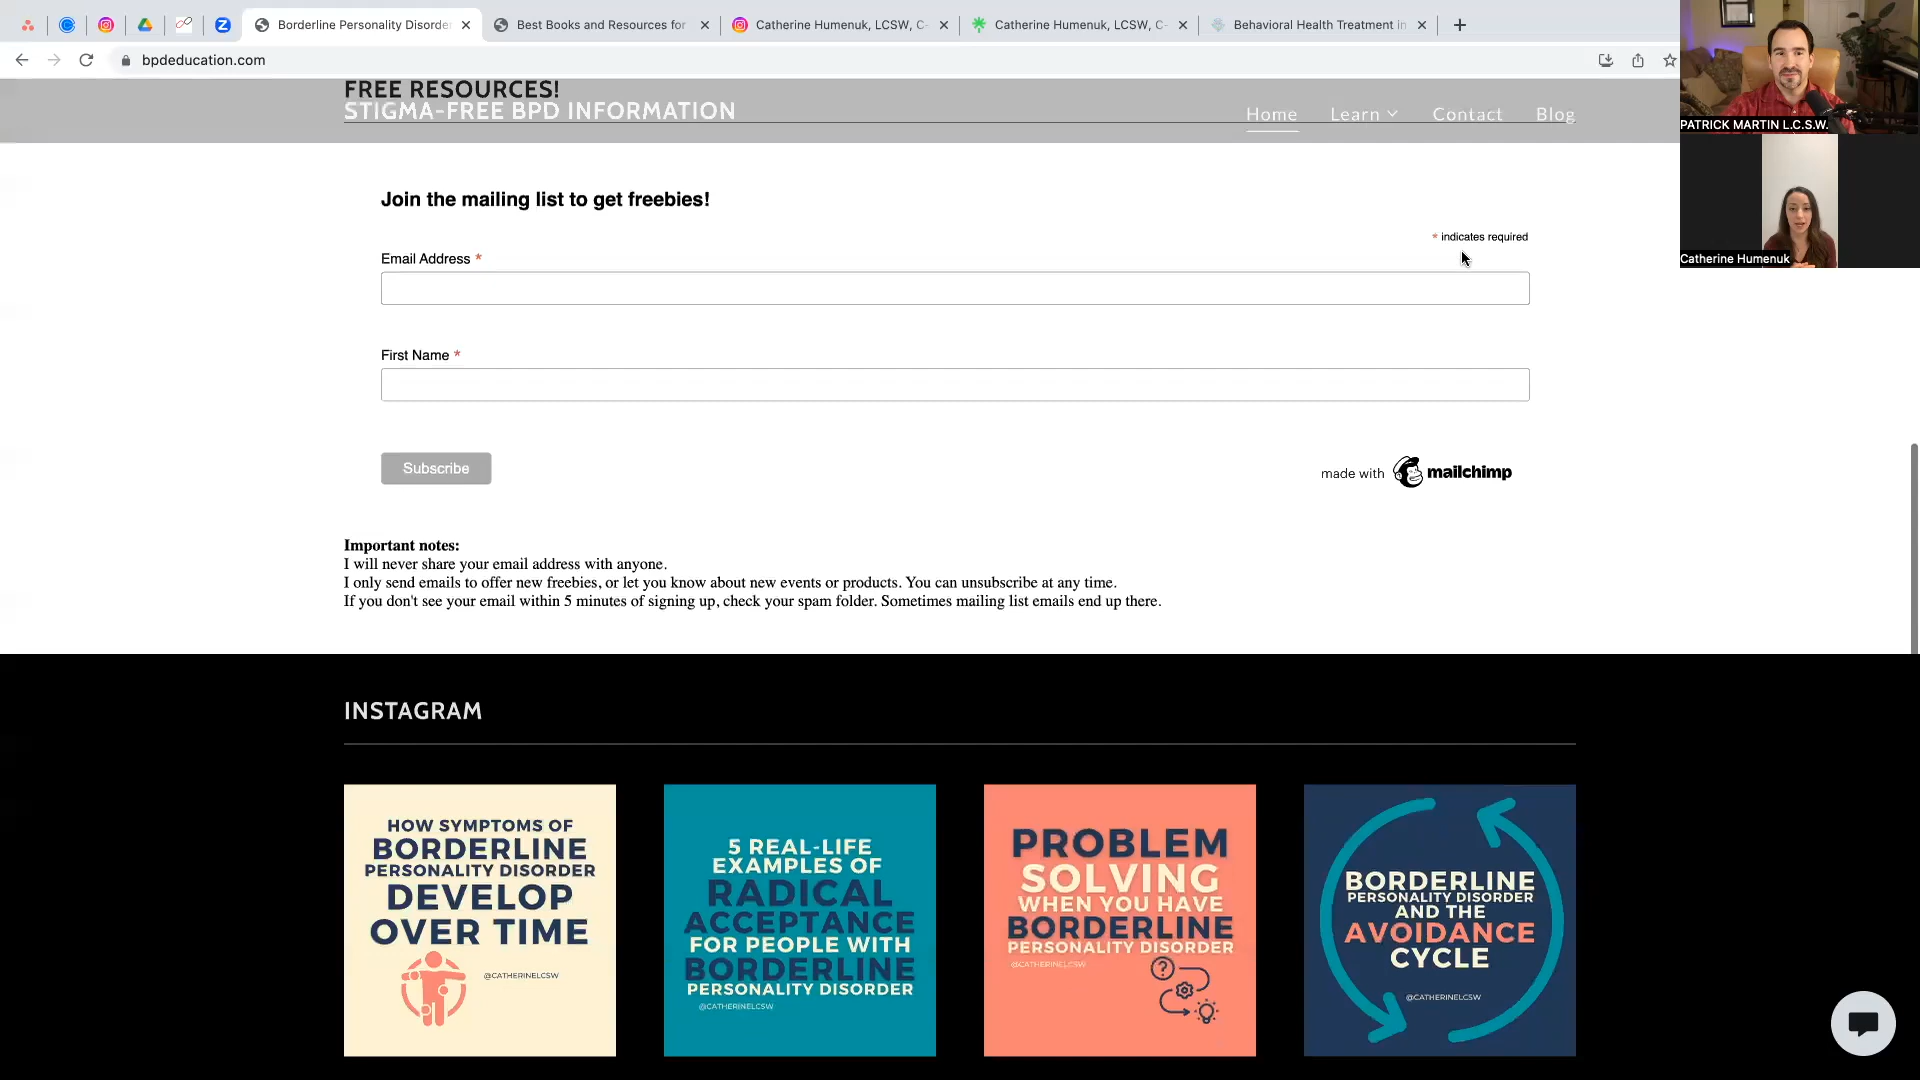 Borderline Personality Disorder
Best Books and Resources for
Catherine Humenuk, LCSW, C-
Catherine Humenuk, LCSW, C-
Behavioral Health Treatment in
bpdeducation.com
FREE RESOURCES!
STIGMA-FREE BPD INFORMATION
Home
Learn
Contact
Blog
PATRICK MARTIN L.C.S.W.
Catherine Humenuk
Join the mailing list to get freebies!
* indicates required
Email Address *
First Name *
Subscribe
made with mailchimp
Important notes:
I will never share your email address with anyone.
I only send emails to offer new freebies, or let you know about new events or products. You can unsubscribe at any time.
If you don't see your email within 5 minutes of signing up, check your spam folder. Sometimes mailing list emails end up there.
INSTAGRAM
HOW SYMPTOMS OF
BORDERLINE
PERSONALITY DISORDER
DEVELOP
OVER TIME
@CATHERINELCSW
5 REAL-LIFE
EXAMPLES OF
RADICAL
ACCEPTANCE
FOR PEOPLE WITH
BORDERLINE
PERSONALITY DISORDER
@CATHERINELCSW
PROBLEM
SOLVING
WHEN YOU HAVE
BORDERLINE
PERSONALITY DISORDER
@CATHERINELCSW
BORDERLINE
PERSONALITY DISORDER
AND THE
AVOIDANCE
CYCLE
@CATHERINELCSW